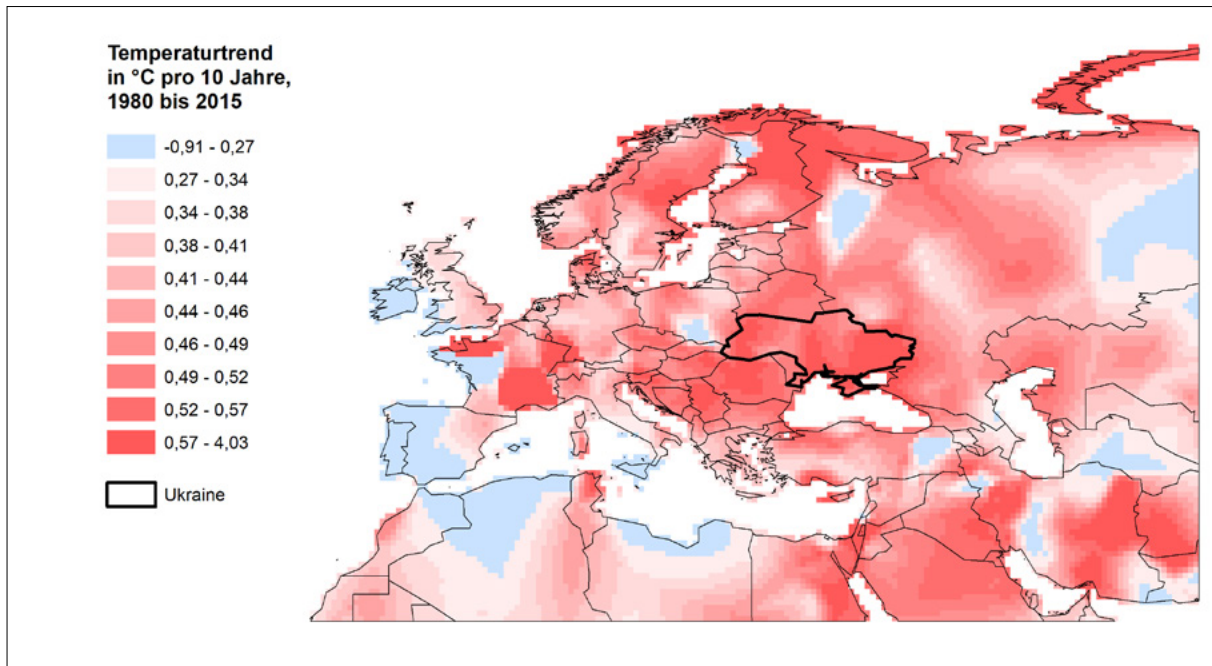 Temperaturtrend
in °C pro 10 Jahre,
1980 bis 2015
-0,91 - 0,27
0,27 - 0,34
0,34 - 0,38
0,38 - 0,41
0,41 - 0,44
0,44 - 0,46
0,46 - 0,49
0,49 - 0,52
0,52 - 0,57
0,57 - 4,03
Ukraine